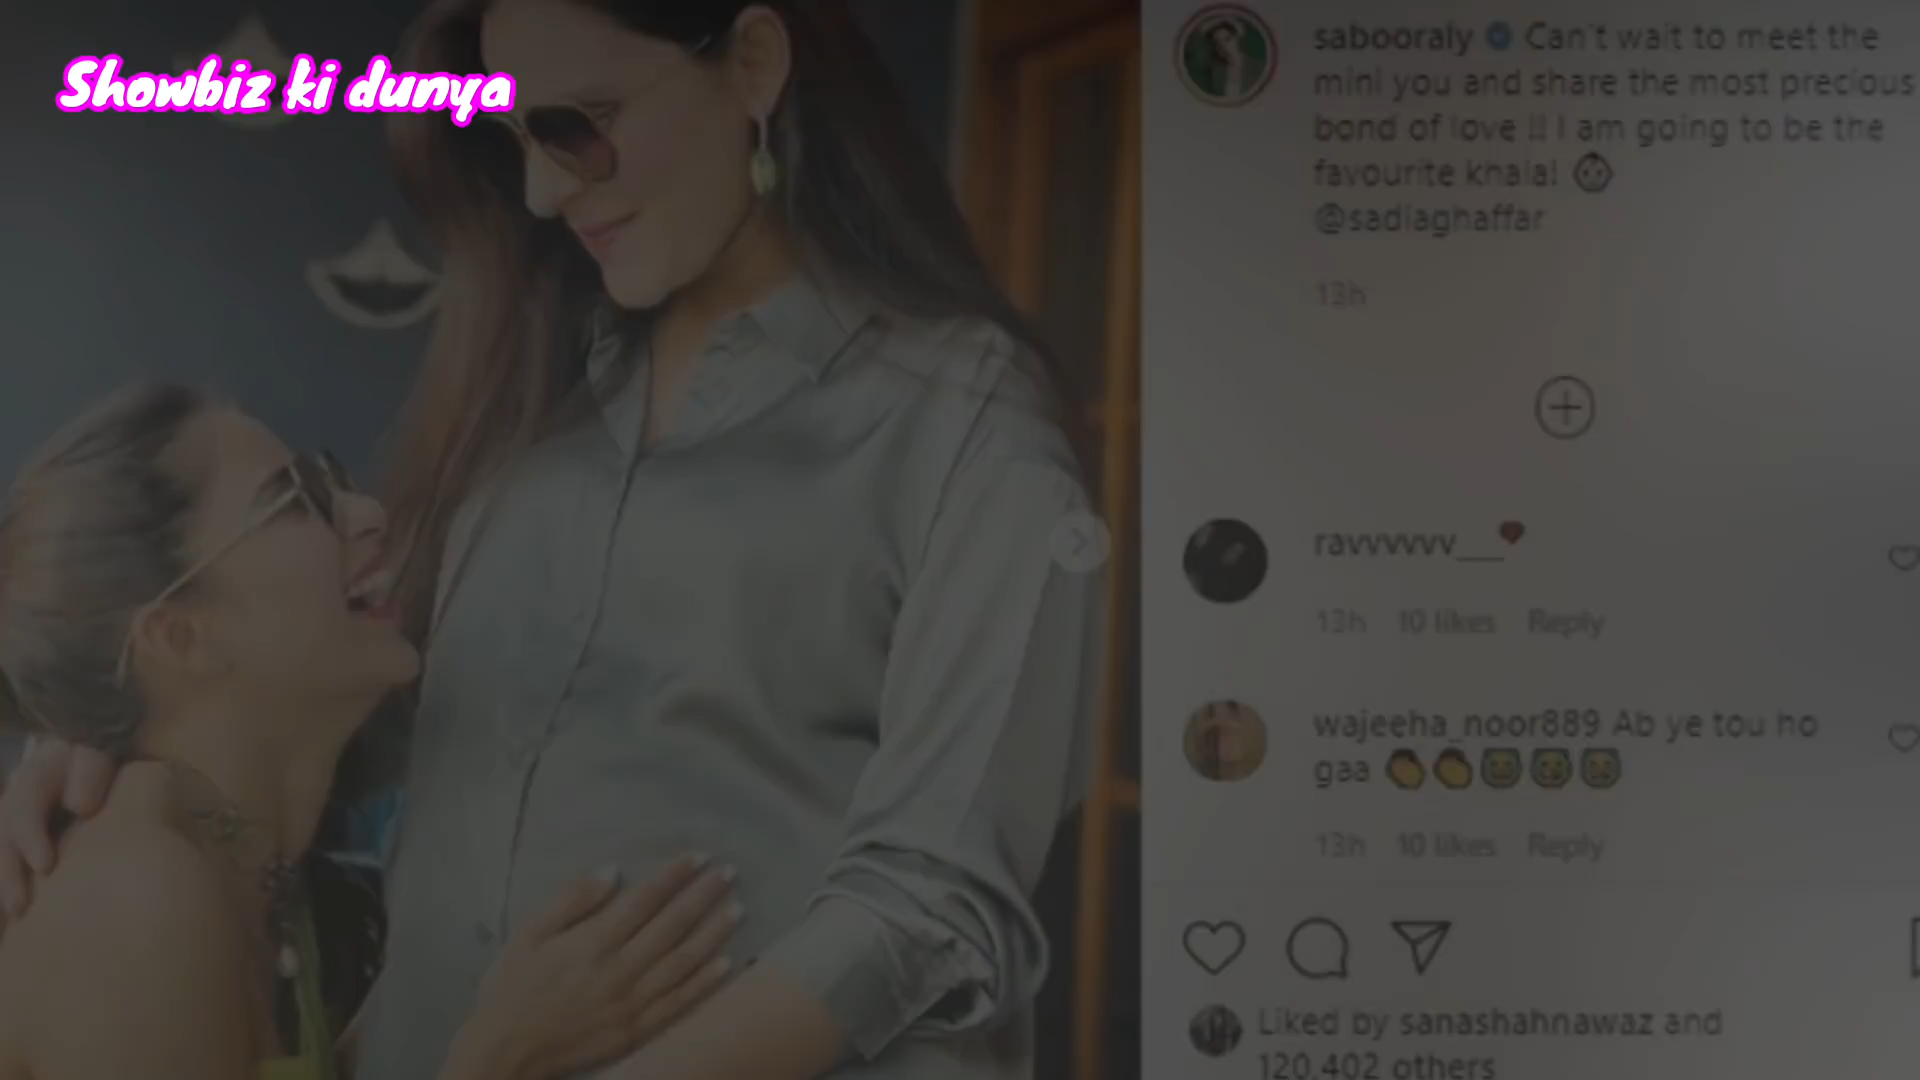 Showbiz ki dunya
sabooraly Can't wait to meet the
mini you and share the most precious
bond of love !! I am going to be the
favourite khala!
@sadiaghaffar
13h
ravvvvvv___
13h 10 likes Reply
wajeeha_noor889 Ab ye tou ho
gaa
13h 10 likes Reply
Liked by sanashahnawaz and
120,402 others